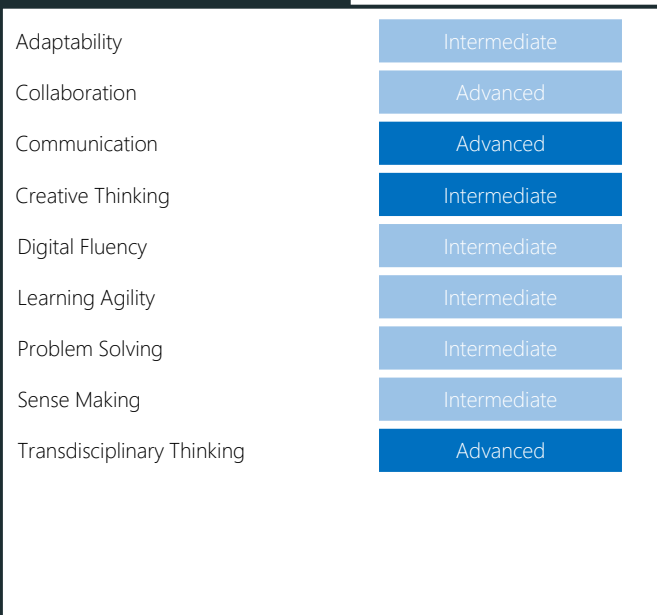 Adaptability Intermediate
Collaboration Advanced
Communication Advanced
Creative Thinking Intermediate
Digital Fluency Intermediate
Learning Agility Intermediate
Problem Solving Intermediate
Sense Making Intermediate
Transdisciplinary Thinking Advanced